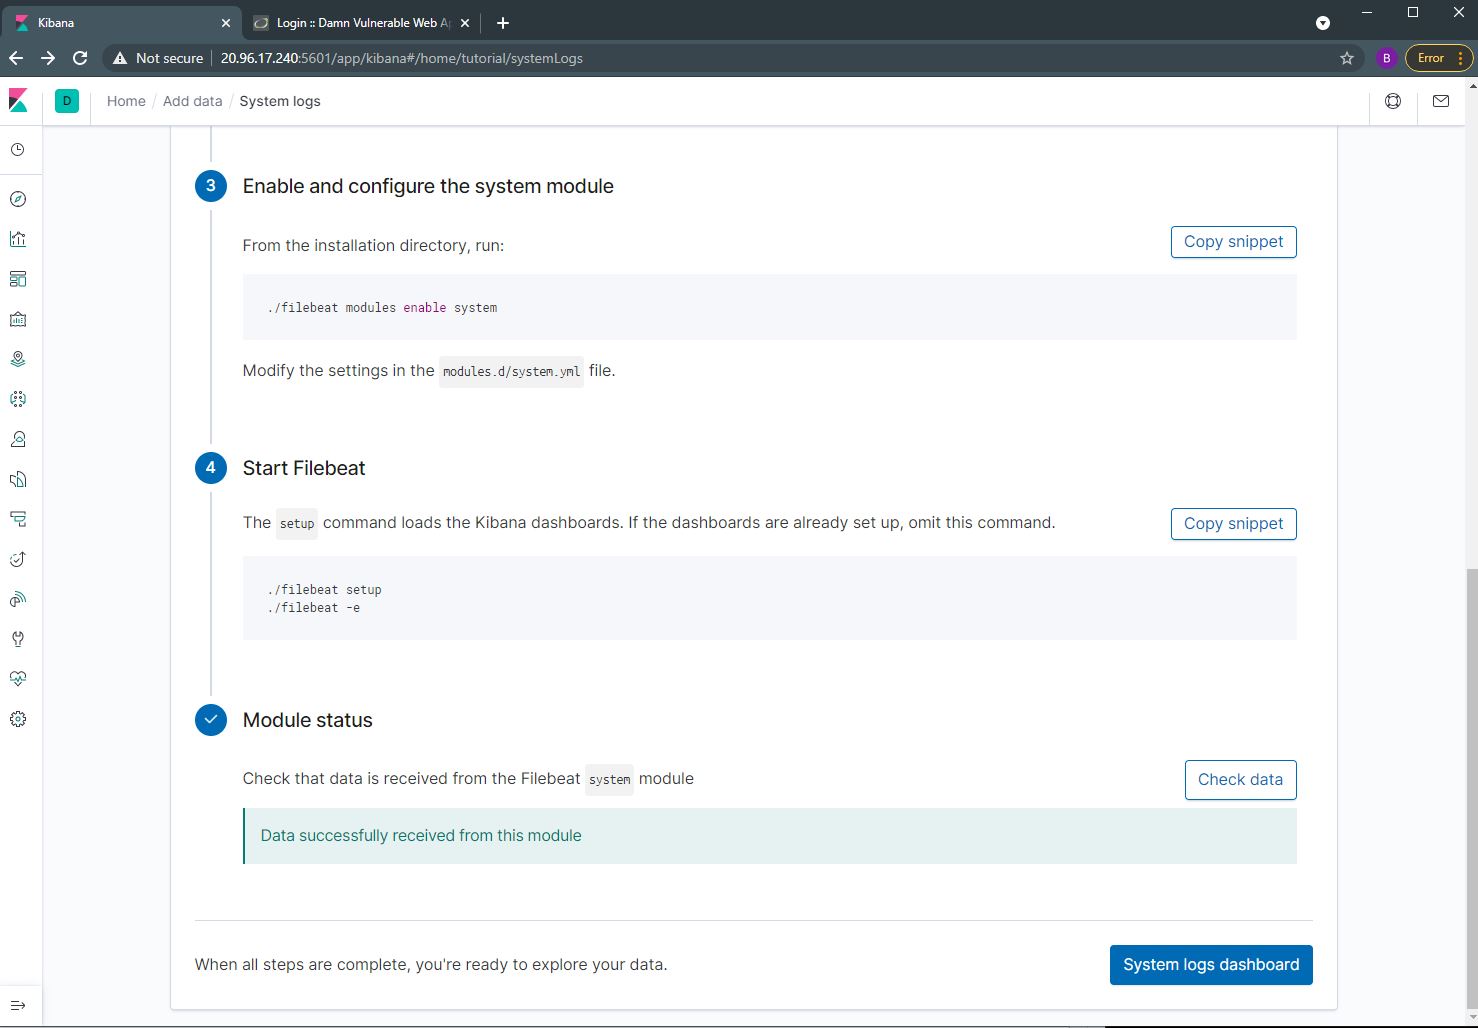 Kibana
Login :: Damn Vulnerable Web Ap
Not secure
20.96.17.240:5601/app/kibana#/home/tutorial/systemLogs
B
Error
D
Home / Add data / System logs
3
Enable and configure the system module
From the installation directory, run:
Copy snippet
./filebeat modules enable system
Modify the settings in the modules.d/system.yml file.
4
Start Filebeat
The setup command loads the Kibana dashboards. If the dashboards are already set up, omit this command.
Copy snippet
./filebeat setup
./filebeat -e
Module status
Check that data is received from the Filebeat system module
Check data
Data successfully received from this module
When all steps are complete, you're ready to explore your data.
System logs dashboard